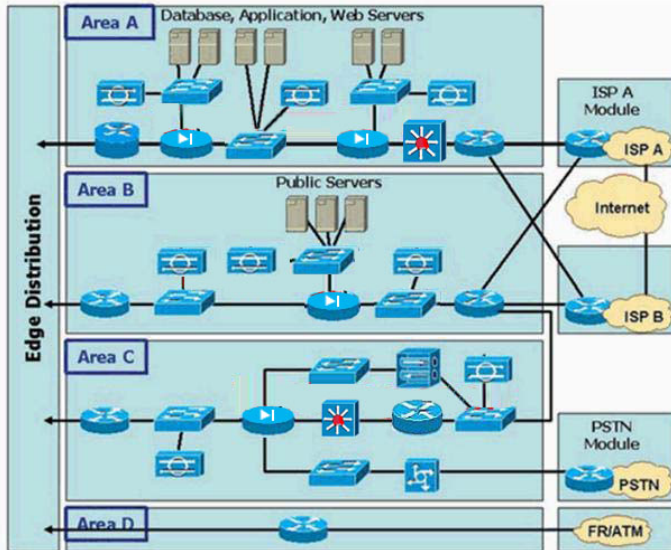 Area A
Database, Application, Web Servers
ISP A
Module
ISP A
Area B
Public Servers
Internet
Edge Distribution
ISP B
Area C
PSTN
Module
PSTN
Area D
FR/ATM